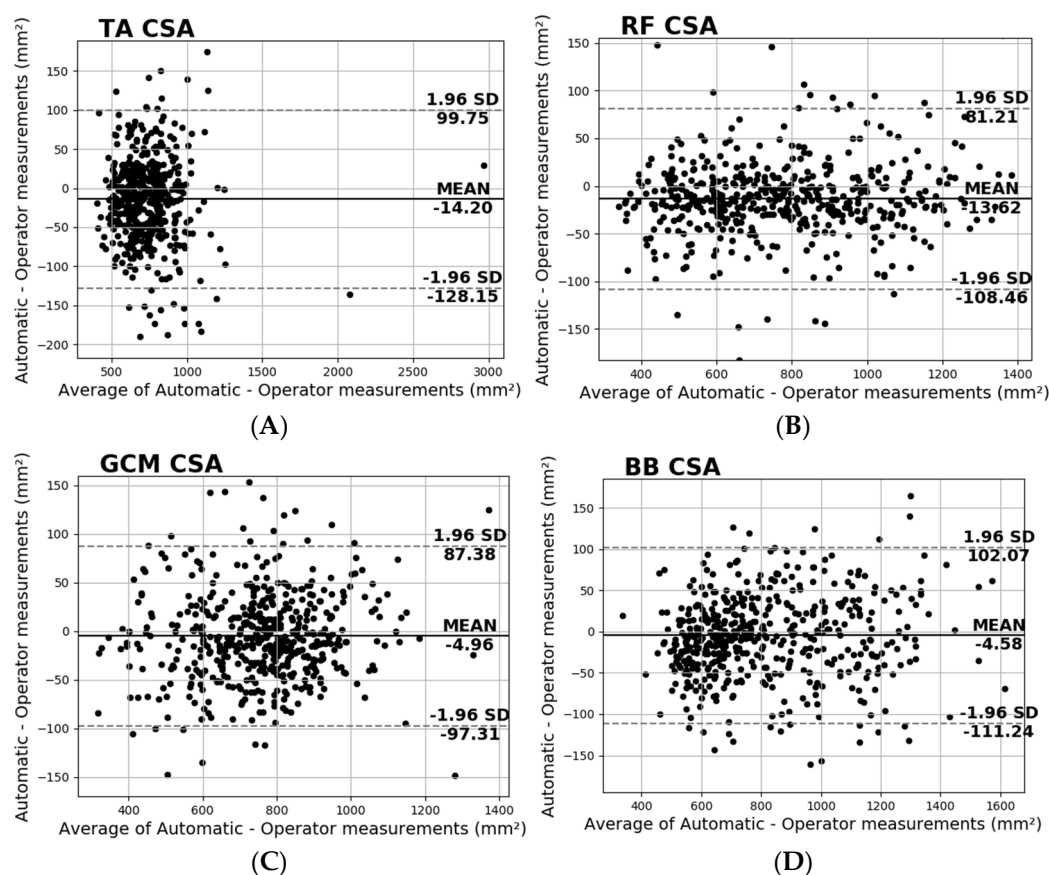 TA CSA
Automatic - Operator measurements (mm²)
150
100
50
0
−50
−100
−150
−200
1.96 SD
99.75
MEAN
-14.20
-1.96 SD
-128.15
500
1000
1500
2000
2500
3000
Average of Automatic - Operator measurements (mm²)
(A)
RF CSA
Automatic - Operator measurements (mm²)
150
100
50
0
−50
−100
−150
1.96 SD
81.21
MEAN
-13.62
-1.96 SD
-108.46
400
600
800
1000
1200
1400
Average of Automatic - Operator measurements (mm²)
(B)
GCM CSA
Automatic - Operator measurements (mm²)
150
100
50
0
−50
−100
−150
1.96 SD
87.38
MEAN
-4.96
-1.96 SD
-97.31
400
600
800
1000
1200
1400
Average of Automatic - Operator measurements (mm²)
(C)
BB CSA
Automatic - Operator measurements (mm²)
150
100
50
0
−50
−100
−150
1.96 SD
102.07
MEAN
-4.58
-1.96 SD
-111.24
400
600
800
1000
1200
1400
1600
Average of Automatic - Operator measurements (mm²)
(D)